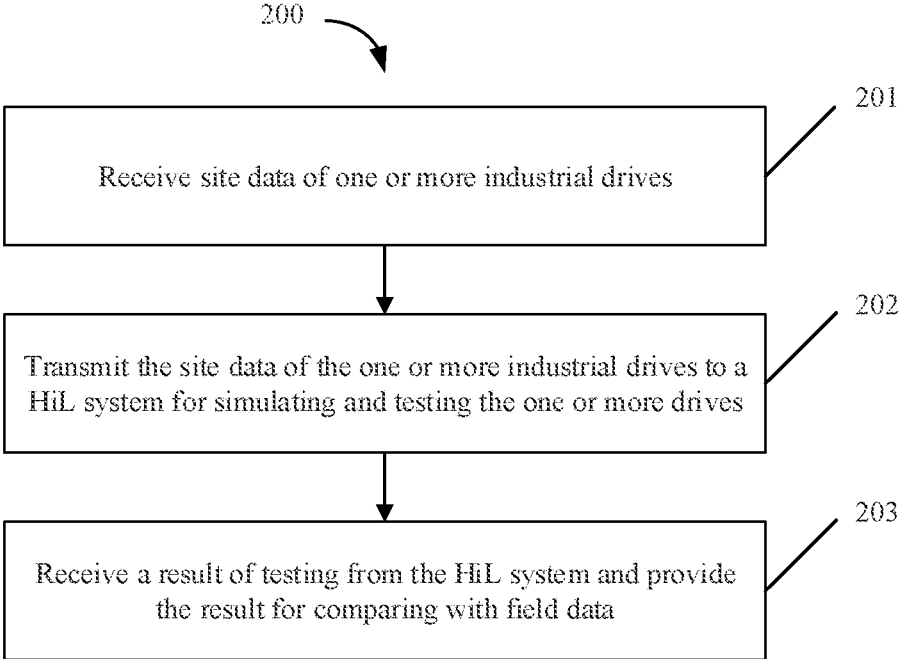 200
201
Receive site data of one or more industrial drives
202
Transmit the site data of the one or more industrial drives to a
HiL system for simulating and testing the one or more drives
203
Receive a result of testing from the HiL system and provide
the result for comparing with field data